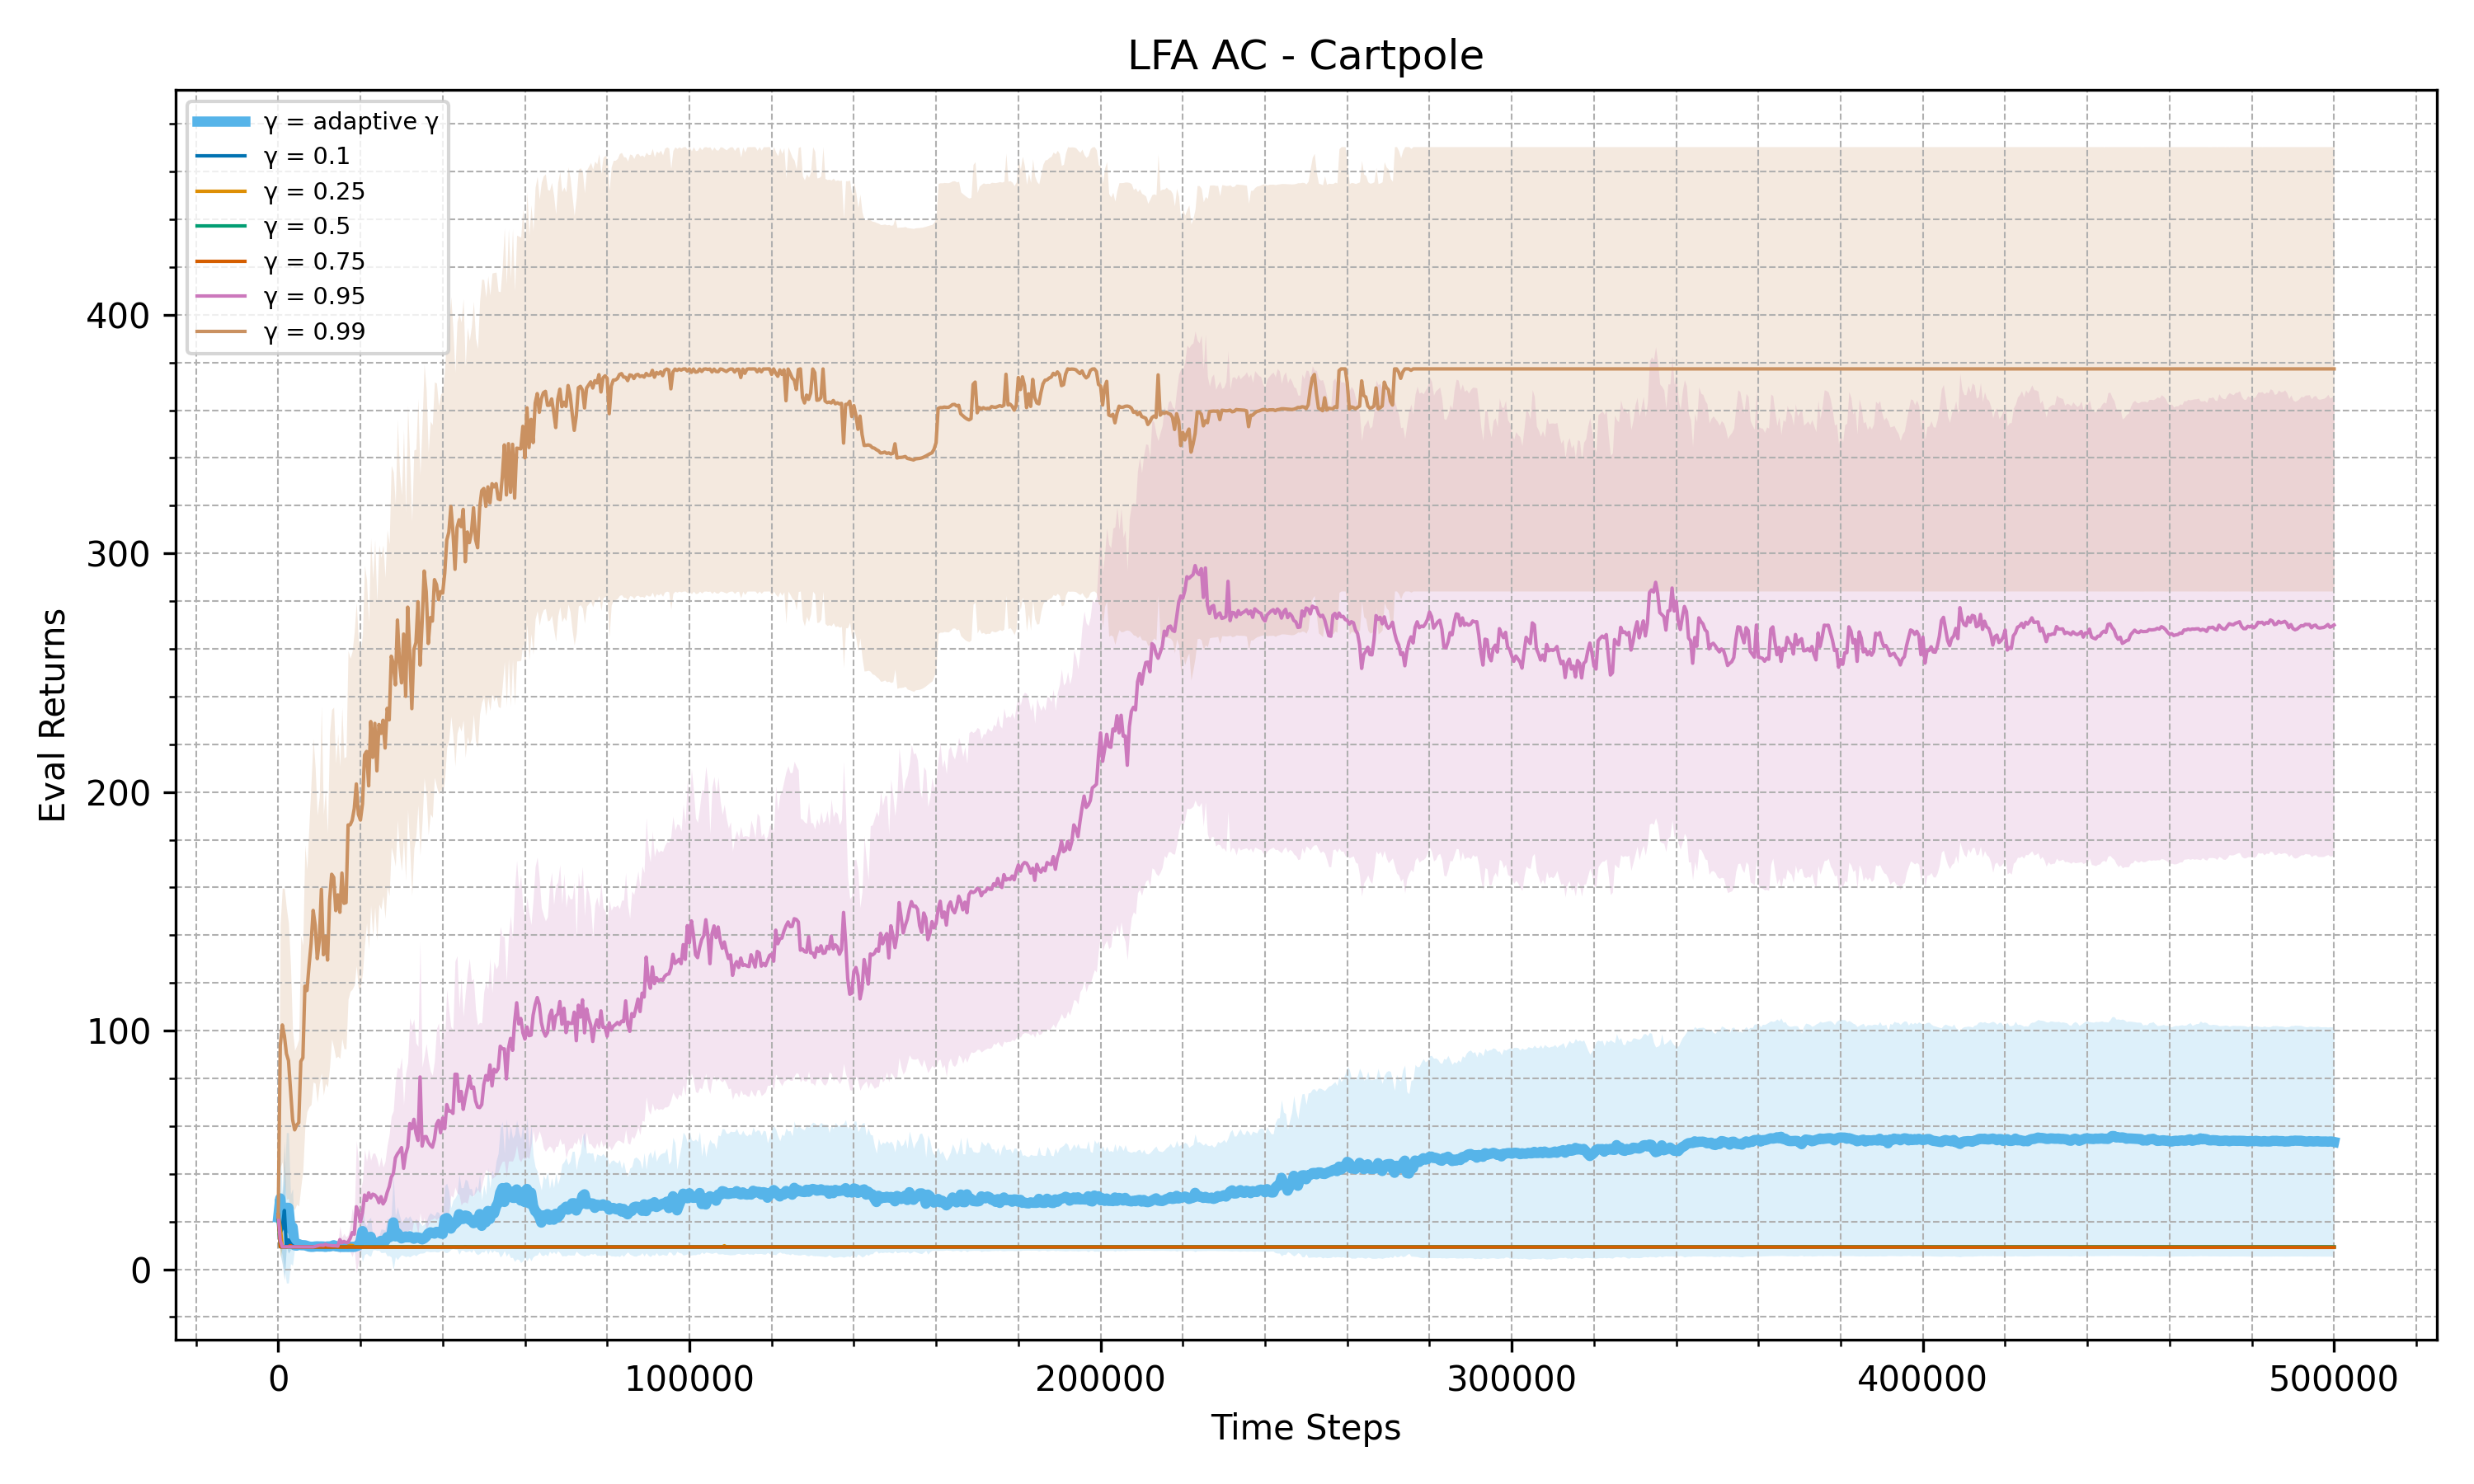 LFA AC - Cartpole
γ = adaptive γ
γ = 0.1
γ = 0.25
γ = 0.5
γ = 0.75
γ = 0.95
γ = 0.99
400
300
200
100
0
Eval Returns
0 100000 200000 300000 400000 500000
Time Steps